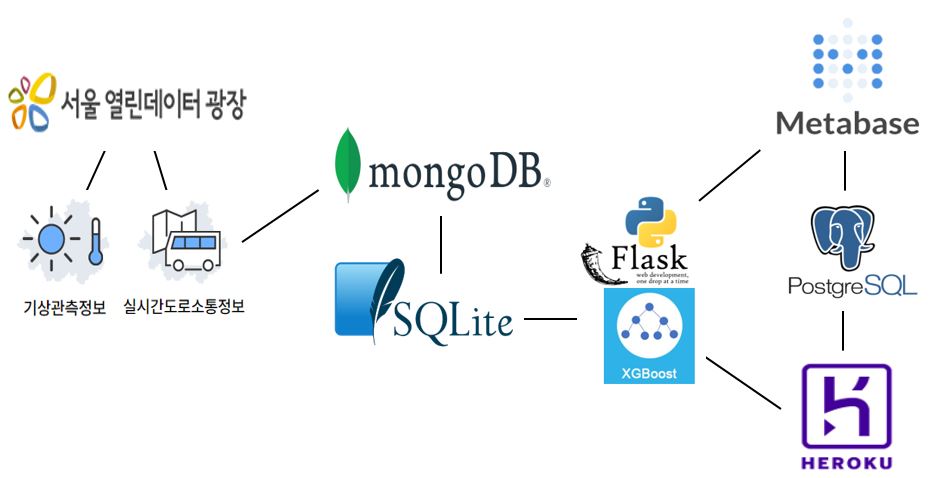 서울 열린데이터 광장
기상관측정보
실시간도로소통정보
mongoDB®
SQLite
Flask
web development,
one drop at a time
XGBoost
Metabase
PostgreSQL
HEROKU